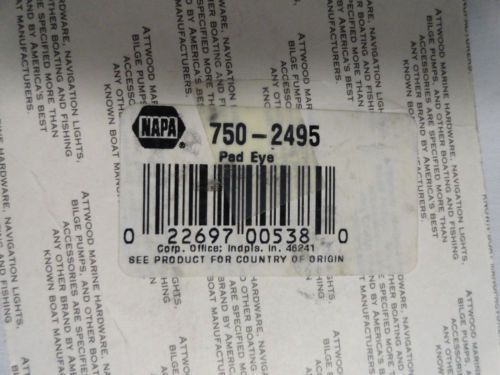 NAPA
750-2495
Pad Eye
0 22697 00538 0
Corp. Office: Indpls. In. 46241
SEE PRODUCT FOR COUNTRY OF ORIGIN
ATTWOOD MARINE HARDWARE, NAVIGATION LIGHTS,
BILGE PUMPS, AND OTHER BOATING AND FISHING
ACCESSORIES ARE SPECIFIED MORE THAN
ANY OTHER BRAND BY AMERICA'S BEST
KNOWN BOAT MANUFACTURERS.